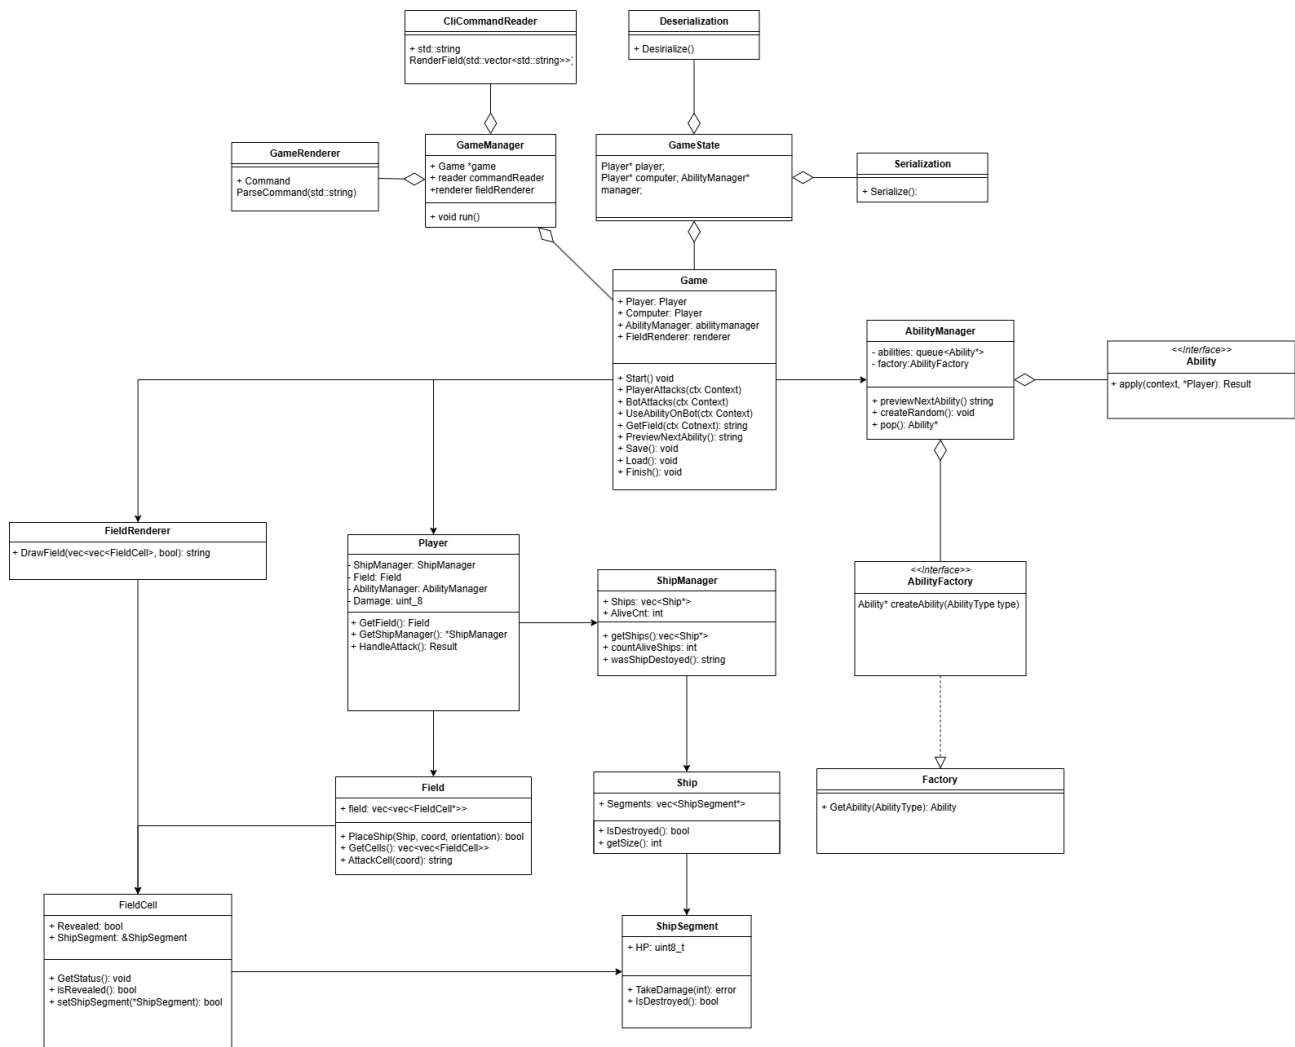 CliCommandReader
+ std::string
RenderField(std::vector<std::string>>;
Deserialization
+ Desirialize()
GameRenderer
+ Command
ParseCommand(std::string)
GameManager
+ Game *game
+ reader commandReader
+renderer fieldRenderer
+ void run()
GameState
Player* player;
Player* computer; AbilityManager*
manager;
Serialization
+ Serialize():
Game
+ Player: Player
+ Computer: Player
+ AbilityManager: abilitymanager
+ FieldRenderer: renderer
+ Start() void
+ PlayerAttacks(ctx Context)
+ BotAttacks(ctx Context)
+ UseAbilityOnBot(ctx Context)
+ GetField(ctx Cotnext): string
+ PreviewNextAbility(): string
+ Save(): void
+ Load(): void
+ Finish(): void
AbilityManager
- abilities: queue<Ability*>
- factory:AbilityFactory
+ previewNextAbility() string
+ createRandom(): void
+ pop(): Ability*
<<Interface>>
Ability
+ apply(context, *Player): Result
FieldRenderer
+ DrawField(vec<vec<FieldCell>, bool): string
Player
- ShipManager: ShipManager
- Field: Field
- AbilityManager: AbilityManager
- Damage: uint_8
+ GetField(): Field
+ GetShipManager(): *ShipManager
+ HandleAttack(): Result
ShipManager
+ Ships: vec<Ship*>
+ AliveCnt: int
+ getShips():vec<Ship*>
+ countAliveShips: int
+ wasShipDestoyed(): string
<<Interface>>
AbilityFactory
Ability* createAbility(AbilityType type)
Field
+ field: vec<vec<FieldCell*>>
+ PlaceShip(Ship, coord, orientation): bool
+ GetCells(): vec<vec<FieldCell>>
+ AttackCell(coord): string
Ship
+ Segments: vec<ShipSegment*>
+ IsDestroyed(): bool
+ getSize(): int
Factory
+ GetAbility(AbilityType): Ability
FieldCell
+ Revealed: bool
+ ShipSegment: &ShipSegment
+ GetStatus(): void
+ isRevealed(): bool
+ setShipSegment(*ShipSegment): bool
ShipSegment
+ HP: uint8_t
+ TakeDamage(int): error
+ IsDestroyed(): bool